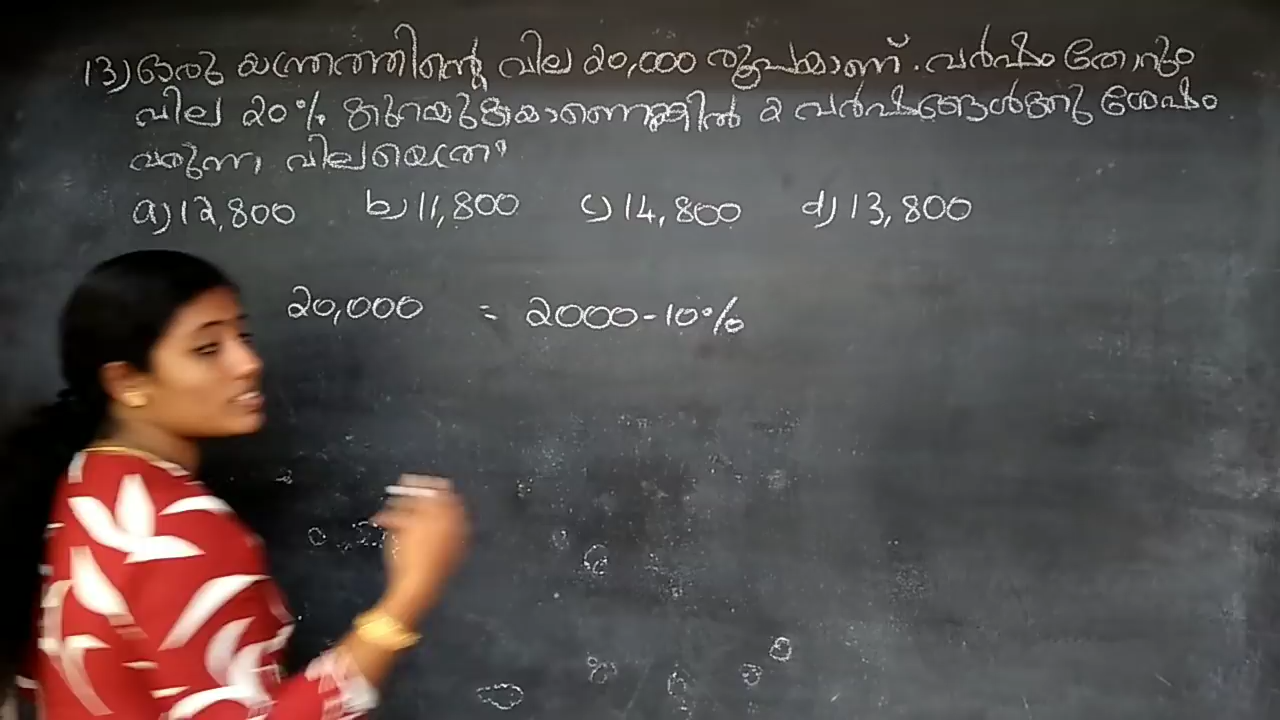 13) ഒരു യന്ത്രത്തിന്റെ വില 20,000 രൂപയാണ്. വർഷം തോറും
വില 20% കുറയുകയാണെങ്കിൽ 2 വർഷങ്ങൾക്കു ശേഷം
വരുന്ന വിലയെത്ര
a) 12,800 b) 11,800 c) 14,800 d) 13,800
20,000 = 2000-10%